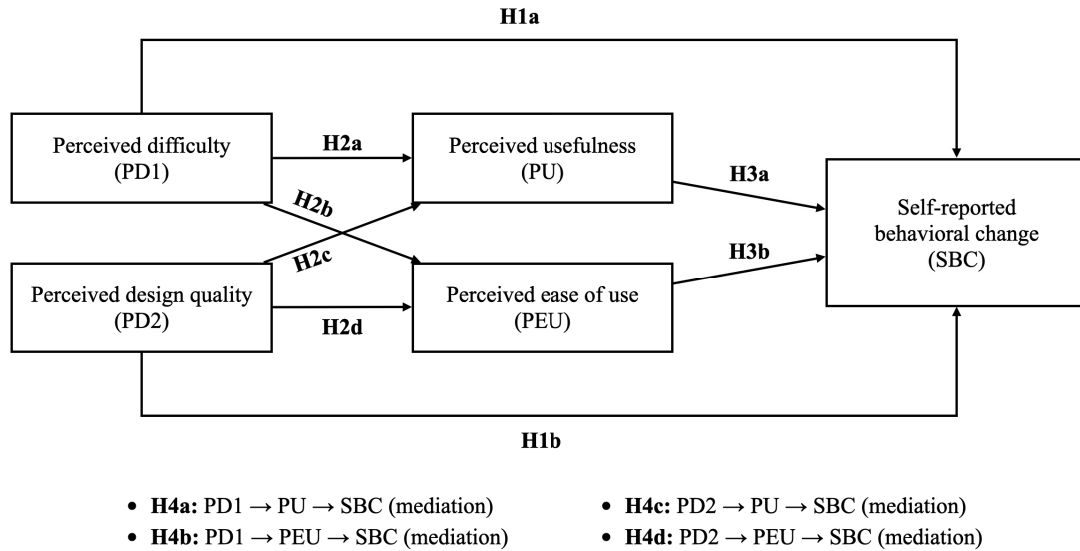 H1a
Perceived difficulty
(PD1)
H2a
Perceived usefulness
(PU)
H3a
H2b
H2c
Self-reported
behavioral change
(SBC)
Perceived design quality
(PD2)
H2d
Perceived ease of use
(PEU)
H3b
H1b
• H4a: PD1 → PU → SBC (mediation)
• H4b: PD1 → PEU → SBC (mediation)
• H4c: PD2 → PU → SBC (mediation)
• H4d: PD2 → PEU → SBC (mediation)